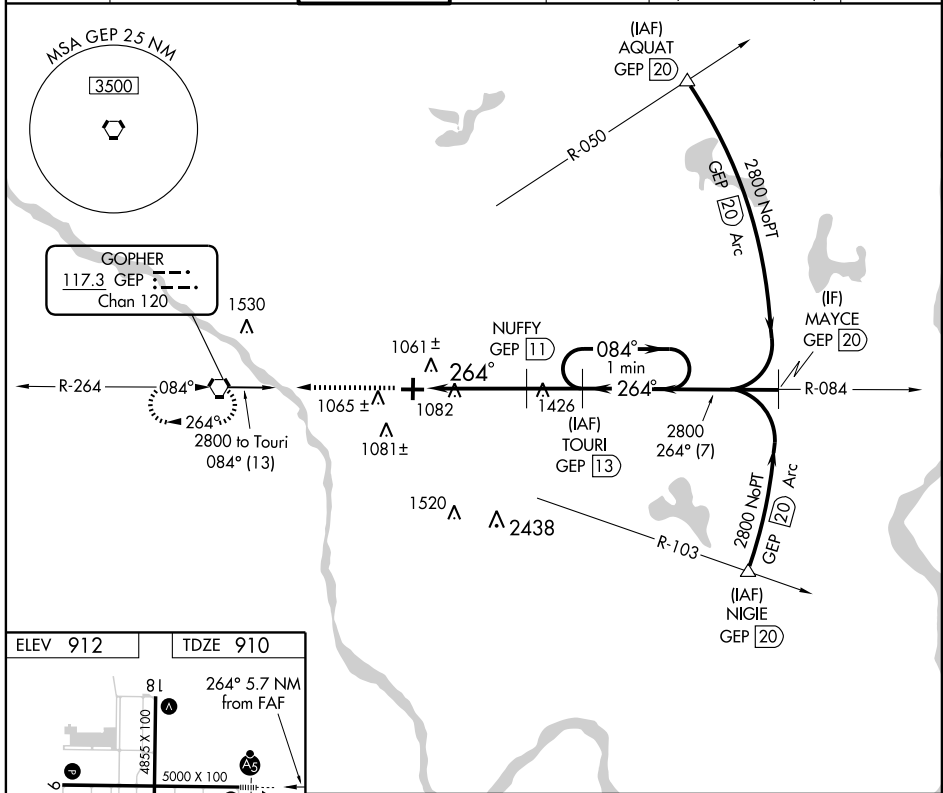 MSA GEP 25 NM
3500
(IAF)
AQUAT
GEP 20
R-050
2800 NoPT
GEP 20 Arc
GOPHER
117.3 GEP
Chan 120
1530
(IF)
MAYCE
GEP 20
NUFFY
GEP 11
1061 ±
264°
084°
1 min
264°
R-264
084°
R-084
1065 ±
1082
1426
264°
2800 to Touri
084° (13)
1081±
(IAF)
TOURI
GEP 13
2800
264° (7)
1520
2438
R-103
2800 NoPT
GEP 20 Arc
(IAF)
NIGIE
GEP 20
ELEV 912
TDZE 910
18
264° 5.7 NM
from FAF
V
4855 X 100
A5
P
5000 X 100
9